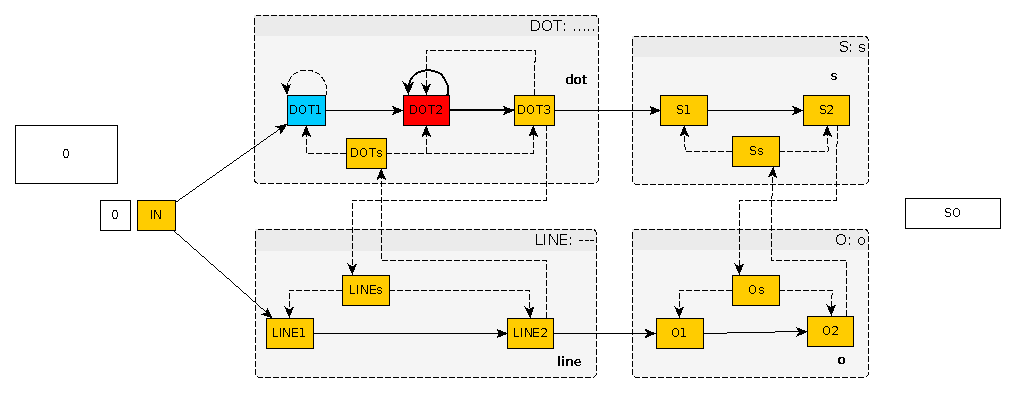 DOT: .....
S: s
dot
s
DOT1
DOT2
DOT3
S1
S2
0
DOTs
Ss
0
IN
SO
LINE: ---
O: o
LINEs
Os
LINE1
LINE2
O1
O2
line
o